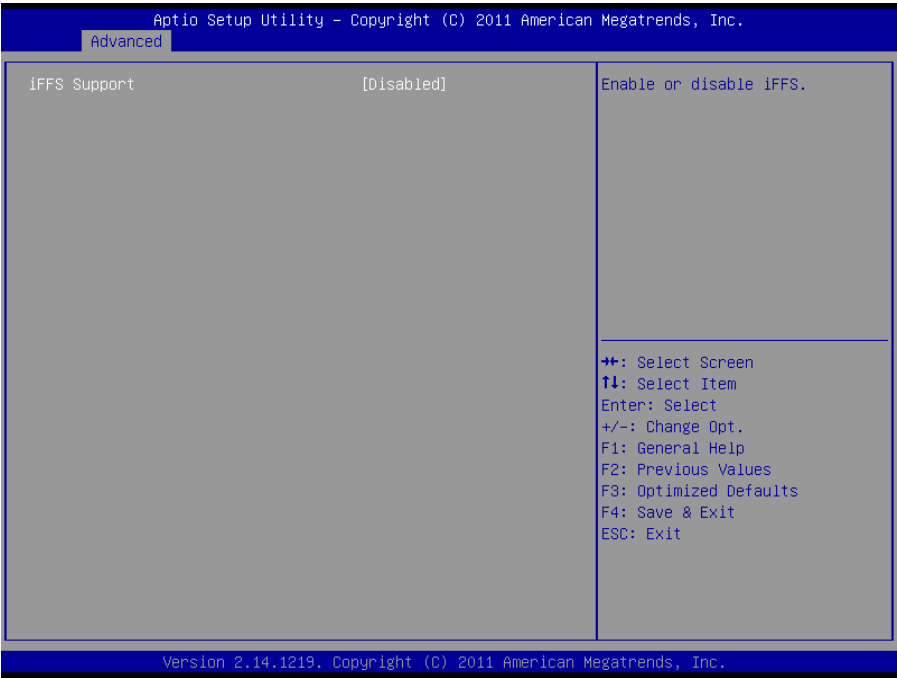 Aptio Setup Utility – Copyright (C) 2011 American Megatrends, Inc.
Advanced
iFFS Support [Disabled]
Enable or disable iFFS.
→←: Select Screen
↑↓: Select Item
Enter: Select
+/-: Change Opt.
F1: General Help
F2: Previous Values
F3: Optimized Defaults
F4: Save & Exit
ESC: Exit
Version 2.14.1219. Copyright (C) 2011 American Megatrends, Inc.